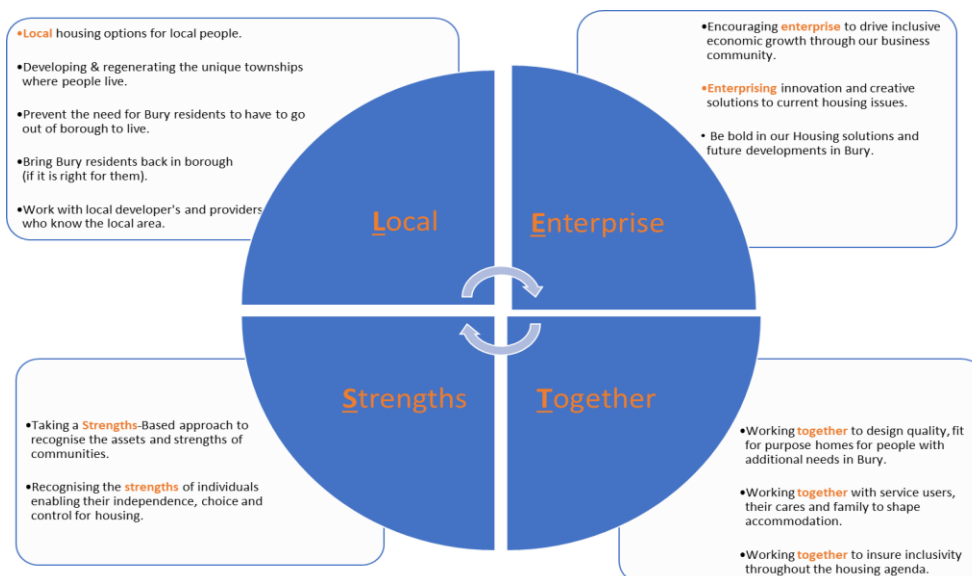 •Local housing options for local people.
•Developing & regenerating the unique townships
where people live.
•Prevent the need for Bury residents to have to go
out of borough to live.
•Bring Bury residents back in borough
(if it is right for them).
•Work with local developer's and providers
who know the local area.
•Encouraging enterprise to drive inclusive
economic growth through our business
community.
•Enterprising innovation and creative
solutions to current housing issues.
• Be bold in our Housing solutions and
future developments in Bury.
Local
Enterprise
Strengths
Together
•Taking a Strengths-Based approach to
recognise the assets and strengths of
communities.
•Recognising the strengths of individuals
enabling their independence, choice and
control for housing.
•Working together to design quality, fit
for purpose homes for people with
additional needs in Bury.
•Working together with service users,
their cares and family to shape
accommodation.
•Working together to insure inclusivity
throughout the housing agenda.